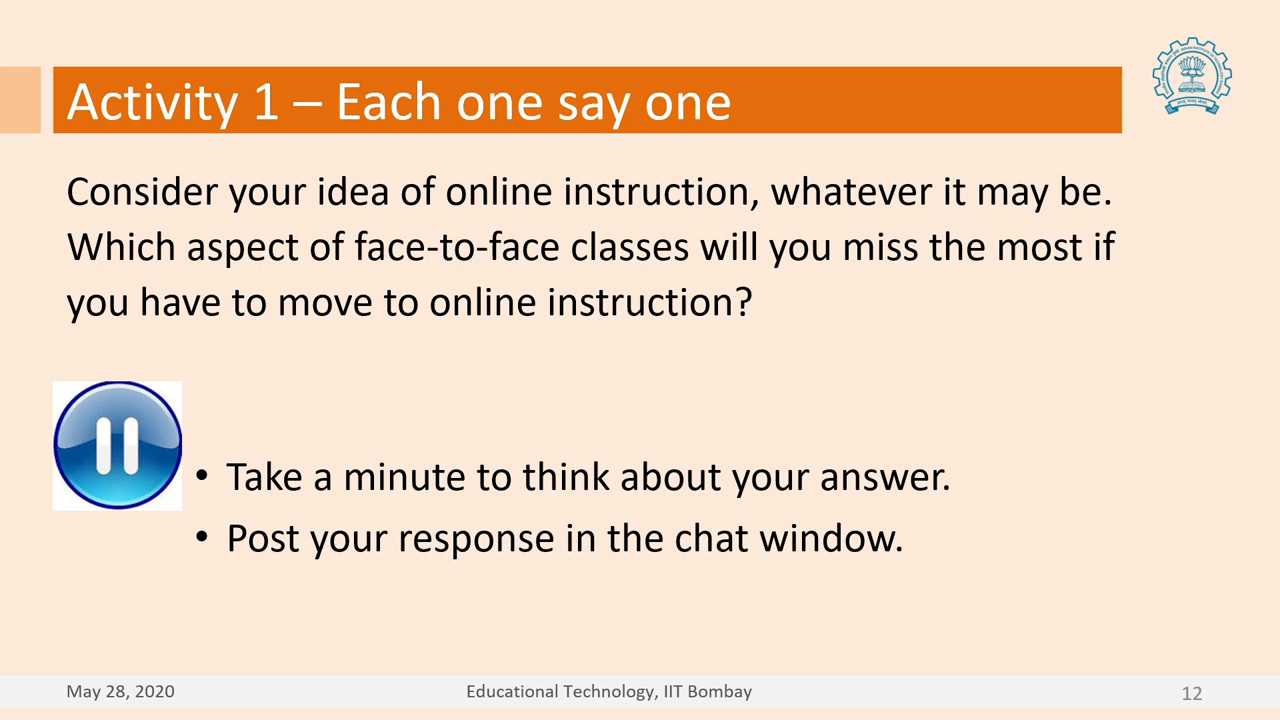 Activity 1 – Each one say one
Consider your idea of online instruction, whatever it may be.
Which aspect of face-to-face classes will you miss the most if
you have to move to online instruction?
• Take a minute to think about your answer.
• Post your response in the chat window.
May 28, 2020
Educational Technology, IIT Bombay
12